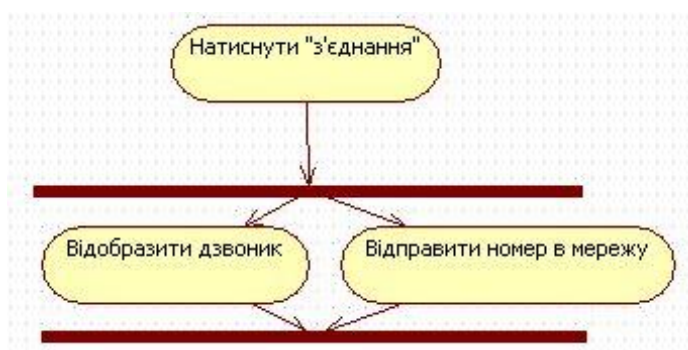 Натиснути "з'єднання"
Відобразити дзвоник
Відправити номер в мережу